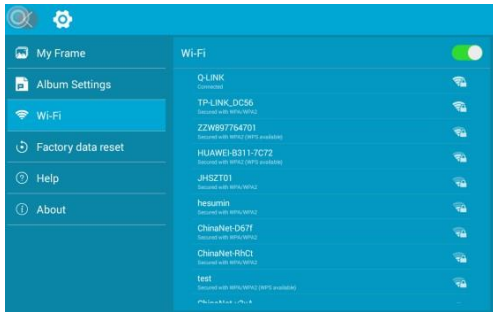 My Frame
Album Settings
Wi-Fi
Factory data reset
Help
About
Wi-Fi
Q-LINK
Connected
TP-LINK_DC56
Secured with WPA/WPA2
ZZW897764701
Secured with WPA2 (WPS available)
HUAWEI-B311-7C72
Secured with WPA2 (WPS available)
JHSZT01
Secured with WPA/WPA2
hesumin
Secured with WPA/WPA2
ChinaNet-D67f
Secured with WPA/WPA2
ChinaNet-RhCt
Secured with WPA/WPA2
test
Secured with WPA/WPA2 (WPS available)